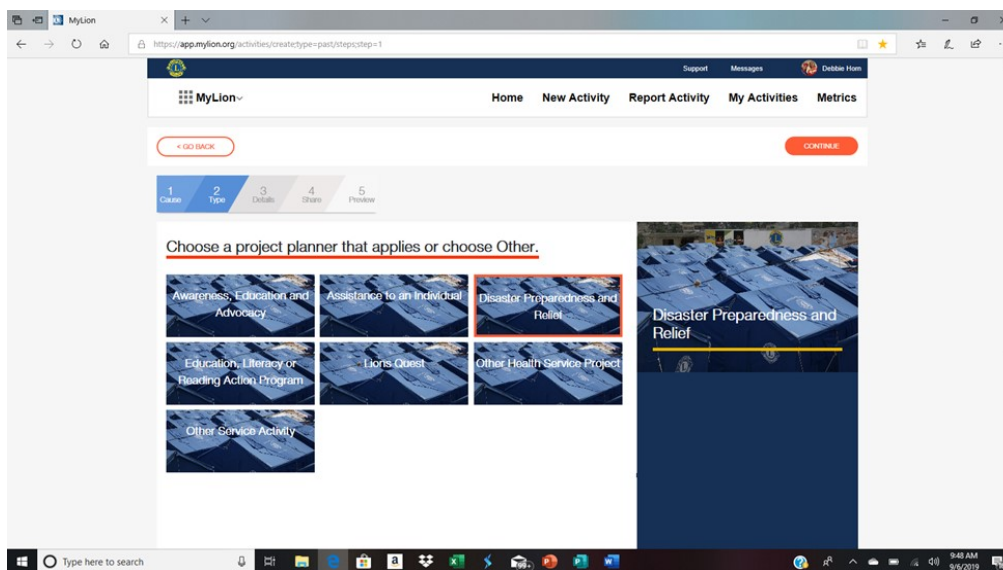 MyLion
https://app.mylion.org/activities/create;type=past/steps;step=1
Support Messages Debbie Horn
MyLion
Home New Activity Report Activity My Activities Metrics
< GO BACK
CONTINUE
1 2 3 4 5
Cause Type Details Share Preview
Choose a project planner that applies or choose Other.
Awareness, Education and
Advocacy
Assistance to an Individual
Disaster Preparedness and
Relief
Education, Literacy or
Reading Action Program
Lions Quest
Other Health Service Project
Other Service Activity
Disaster Preparedness and
Relief
Type here to search
99+
9:48 AM
9/6/2019